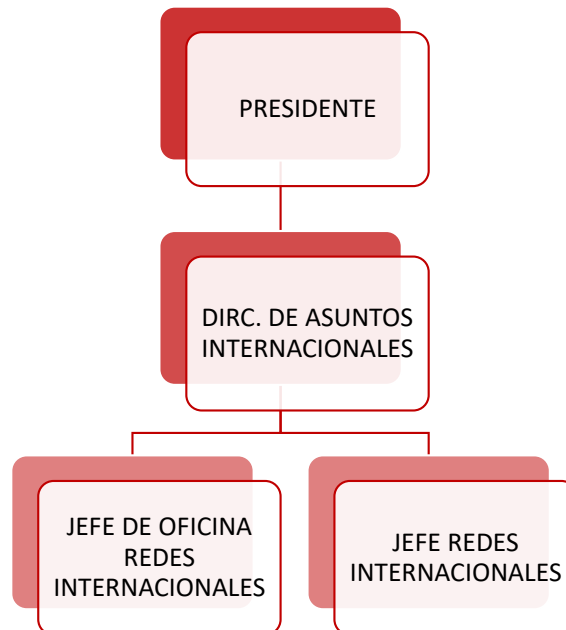 PRESIDENTE
DIRC. DE ASUNTOS
INTERNACIONALES
JEFE DE OFICINA
REDES
INTERNACIONALES
JEFE REDES
INTERNACIONALES